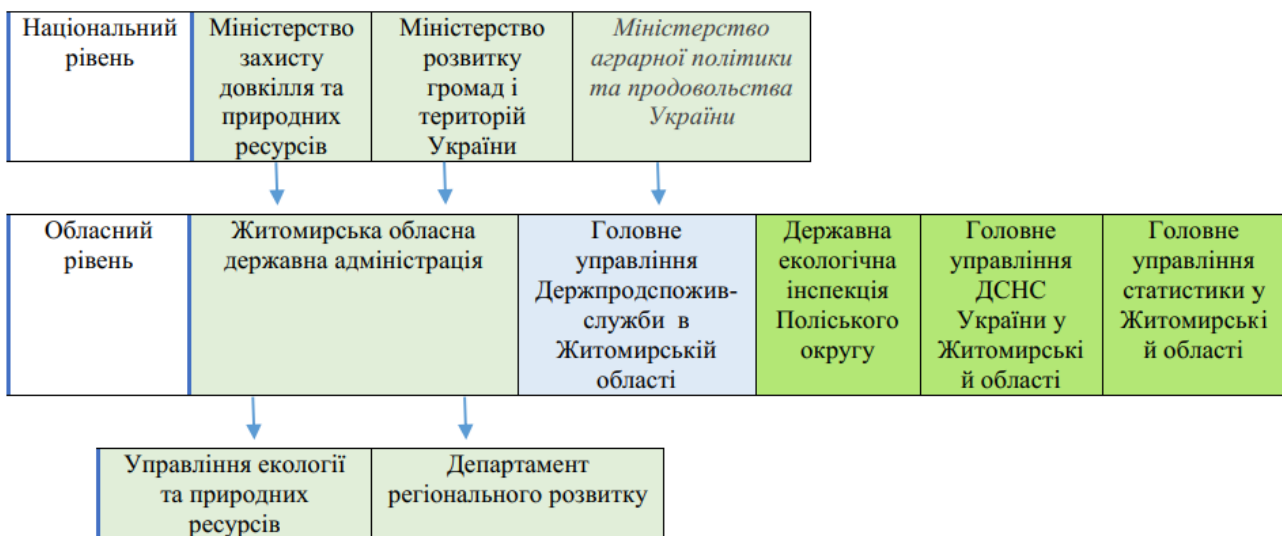 Національний
рівень
Міністерство
захисту
довкілля та
природних
ресурсів
Міністерство
розвитку
громад і
територій
України
Міністерство
аграрної політики
та продовольства
України
Обласний
рівень
Житомирська обласна
державна адміністрація
Головне
управління
Держпродспожив-
служби в
Житомирській
області
Державна
екологічна
інспекція
Поліського
округу
Головне
управління
ДСНС
України у
Житомирські
й області
Головне
управління
статистики у
Житомирські
й області
Управління екології
та природних
ресурсів
Департамент
регіонального розвитку